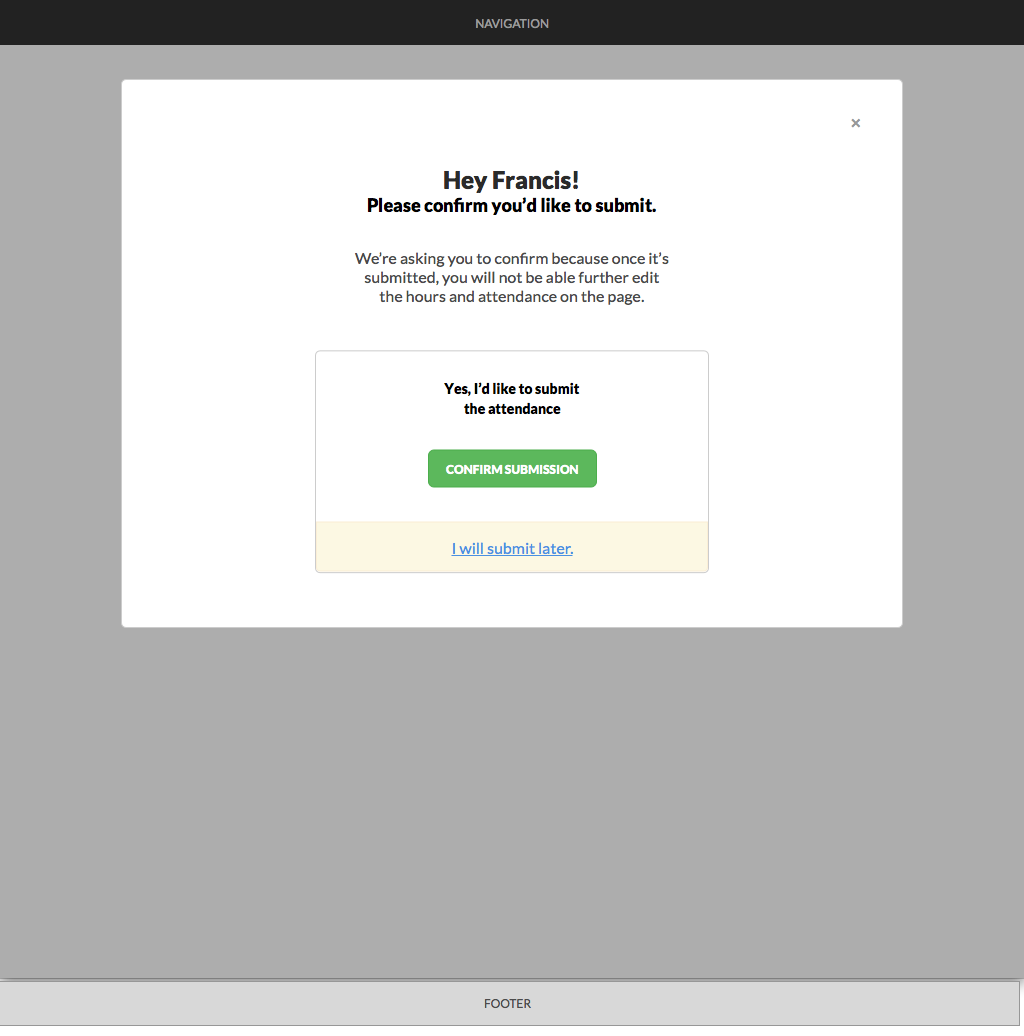 NAVIGATION
×
Hey Francis!
Please confirm you’d like to submit.
We’re asking you to confirm because once it’s
submitted, you will not be able further edit
the hours and attendance on the page.
Yes, I’d like to submit
the attendance
CONFIRM SUBMISSION
I will submit later.
FOOTER